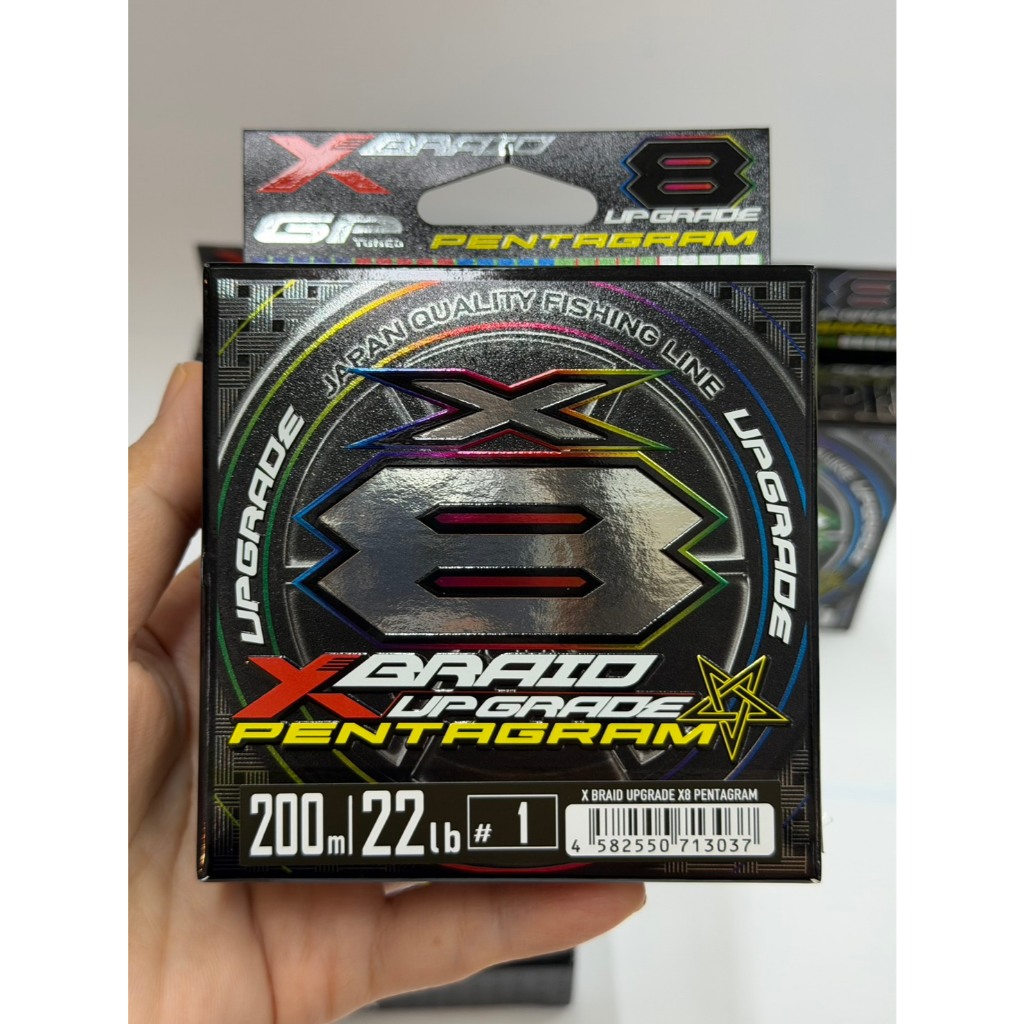 X BRAID
8
UPGRADE
GP TUNED
PENTAGRAM
JAPAN QUALITY FISHING LINE
UPGRADE
UPGRADE
X
8
X BRAID
UPGRADE
PENTAGRAM
200m 22lb # 1
X BRAID UPGRADE X8 PENTAGRAM
4 582550 713037